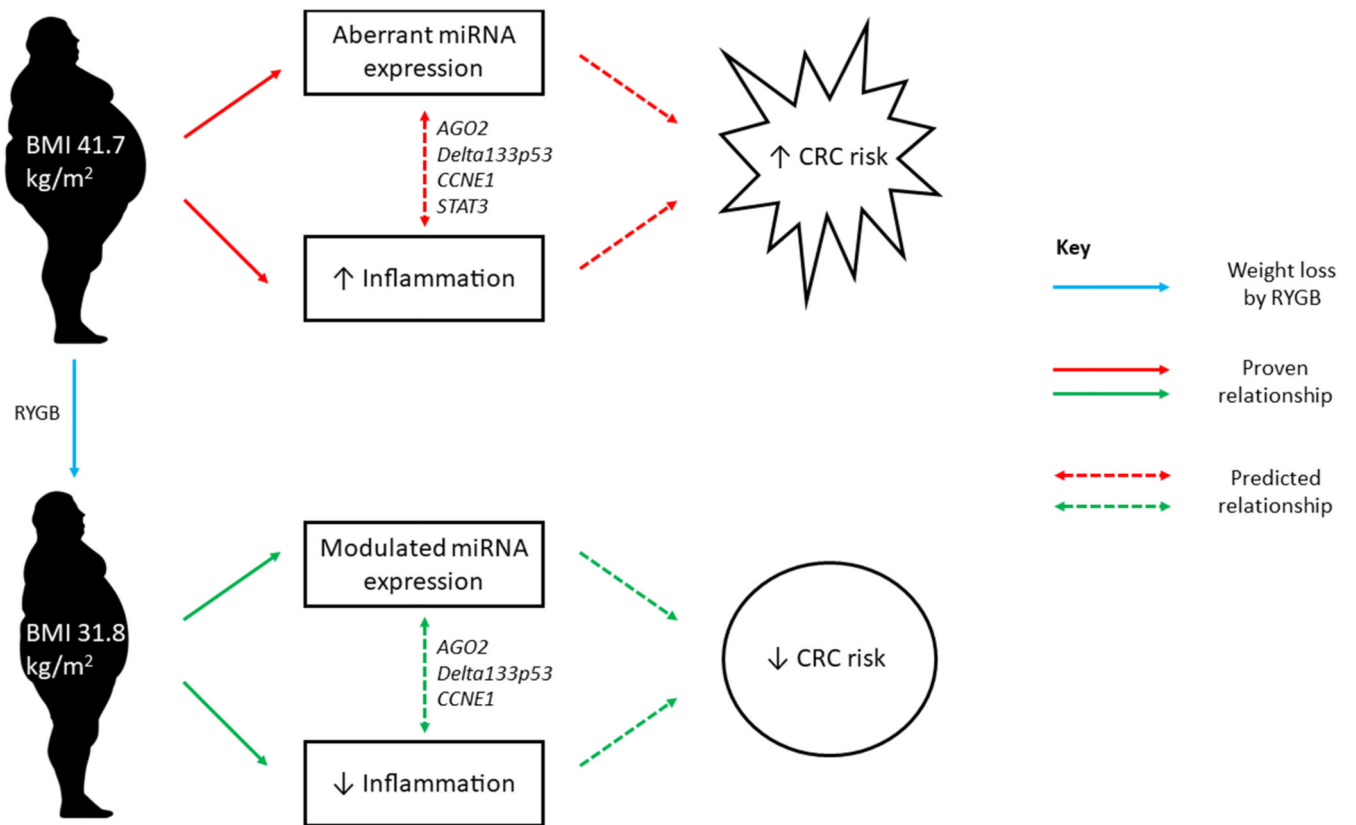 BMI 41.7
kg/m²
Aberrant miRNA
expression
AGO2
Delta133p53
CCNE1
STAT3
↑ Inflammation
↑ CRC risk
Key
Weight loss
by RYGB
Proven
relationship
Predicted
relationship
RYGB
BMI 31.8
kg/m²
Modulated miRNA
expression
AGO2
Delta133p53
CCNE1
↓ Inflammation
↓ CRC risk